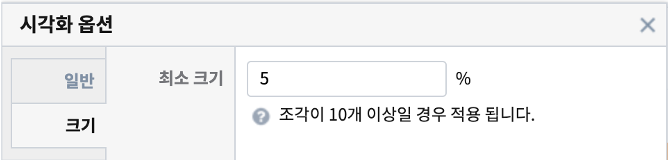 시각화 옵션
일반
최소 크기
5
%
조각이 10개 이상일 경우 적용 됩니다.
크기